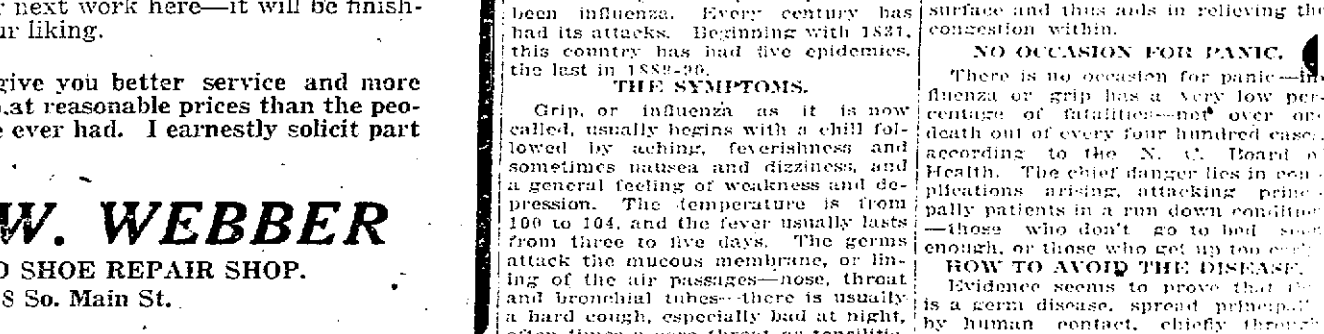 next work here—it will be finish-
ur liking.
give you better service and more
at reasonable prices than the peo-
ever had. I earnestly solicit part
W. WEBBER
SHOE REPAIR SHOP.
So. Main St.
been influenza. Every century has
had its attacks. Beginning with 1831,
this country has had five epidemics,
the last in 1889-90.
THE SYMPTOMS.
Grip, or influenza as it is now
called, usually begins with a chill fol-
lowed by aching, feverishness and
sometimes nausea and dizziness, and
a general feeling of weakness and de-
pression. The temperature is from
100 to 104, and the fever usually lasts
from three to five days. The germs
attack the mucous membrane, or lin-
ing of the air passages—nose, throat
and bronchial tubes—there is usually
a hard cough, especially bad at night,
often times a sore throat or tonsilitis
surface and thus aids in relieving the
congestion within.
NO OCCASION FOR PANIC.
There is no occasion for panic—in-
fluenza or grip has a very low per-
centage of fatalities—not over one
death out of every four hundred cases,
according to the N. C. Board of
Health. The chief danger lies in com-
plications arising, attacking princi-
pally patients in a run down condition
—those who don't go to bed soon
enough, or those who get up too early.
HOW TO AVOID THE DISEASE.
Evidence seems to prove that
is a germ disease, spread principally
by human contact, chiefly through